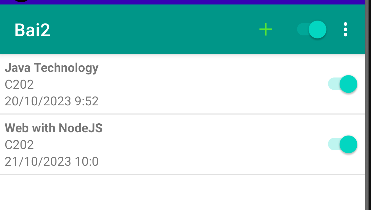 Bai2
Java Technology
C202
20/10/2023 9:52
Web with NodeJS
C202
21/10/2023 10:0